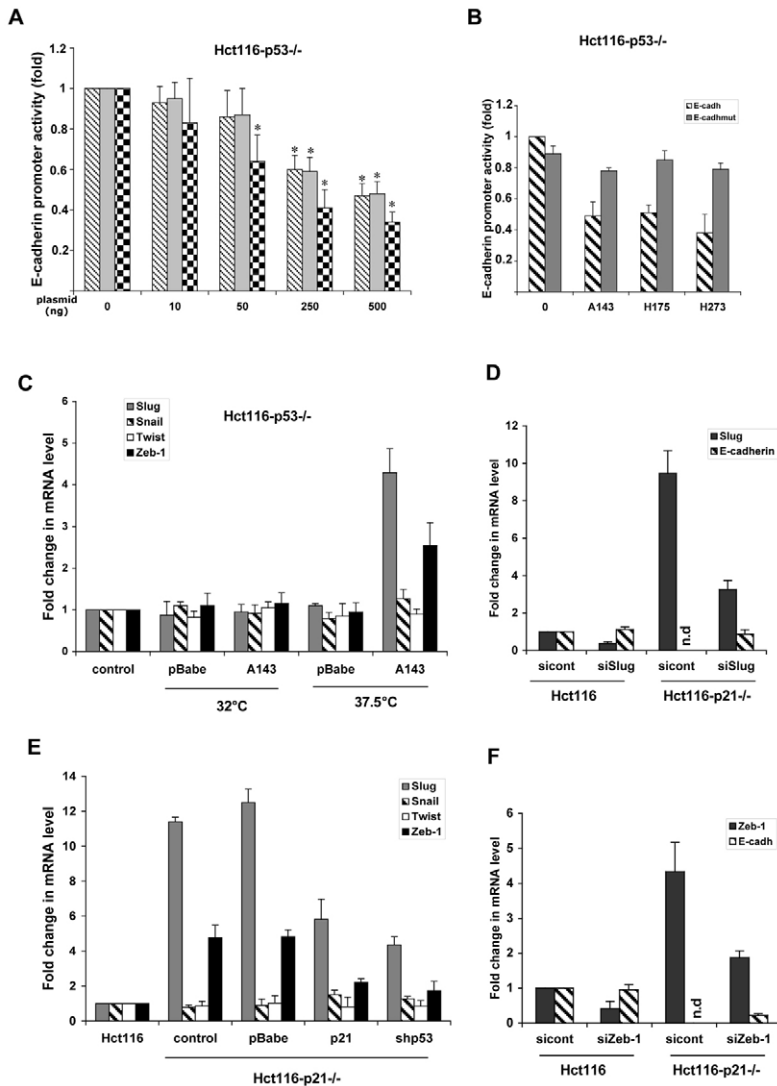 A
Hct116-p53-/-
E-cadherin promoter activity (fold)
1.2
1
0.8
0.6
0.4
0.2
* * * * * * *
plasmid (ng)
0 10 50 250 500
B
Hct116-p53-/-
E-cadherin promoter activity (fold)
1.2
1
0.8
0.6
0.4
0.2
E-cadh
E-cadhmut
0 A143 H175 H273
C
Hct116-p53-/-
Slug
Snail
Twist
Zeb-1
Fold change in mRNA level
6
5
4
3
2
1
0
control pBabe A143 pBabe A143
32°C 37.5°C
D
Slug
E-cadherin
Fold change in mRNA level
12
10
8
6
4
2
0
n.d
sicont siSlug sicont siSlug
Hct116 Hct116-p21-/-
E
Slug
Snail
Twist
Zeb-1
Fold change in mRNA level
14
12
10
8
6
4
2
0
Hct116 control pBabe p21 shp53
Hct116-p21-/-
F
Zeb-1
E-cadh
Fold change in mRNA level
6
5
4
3
2
1
0
n.d
sicont siZeb-1 sicont siZeb-1
Hct116 Hct116-p21-/-